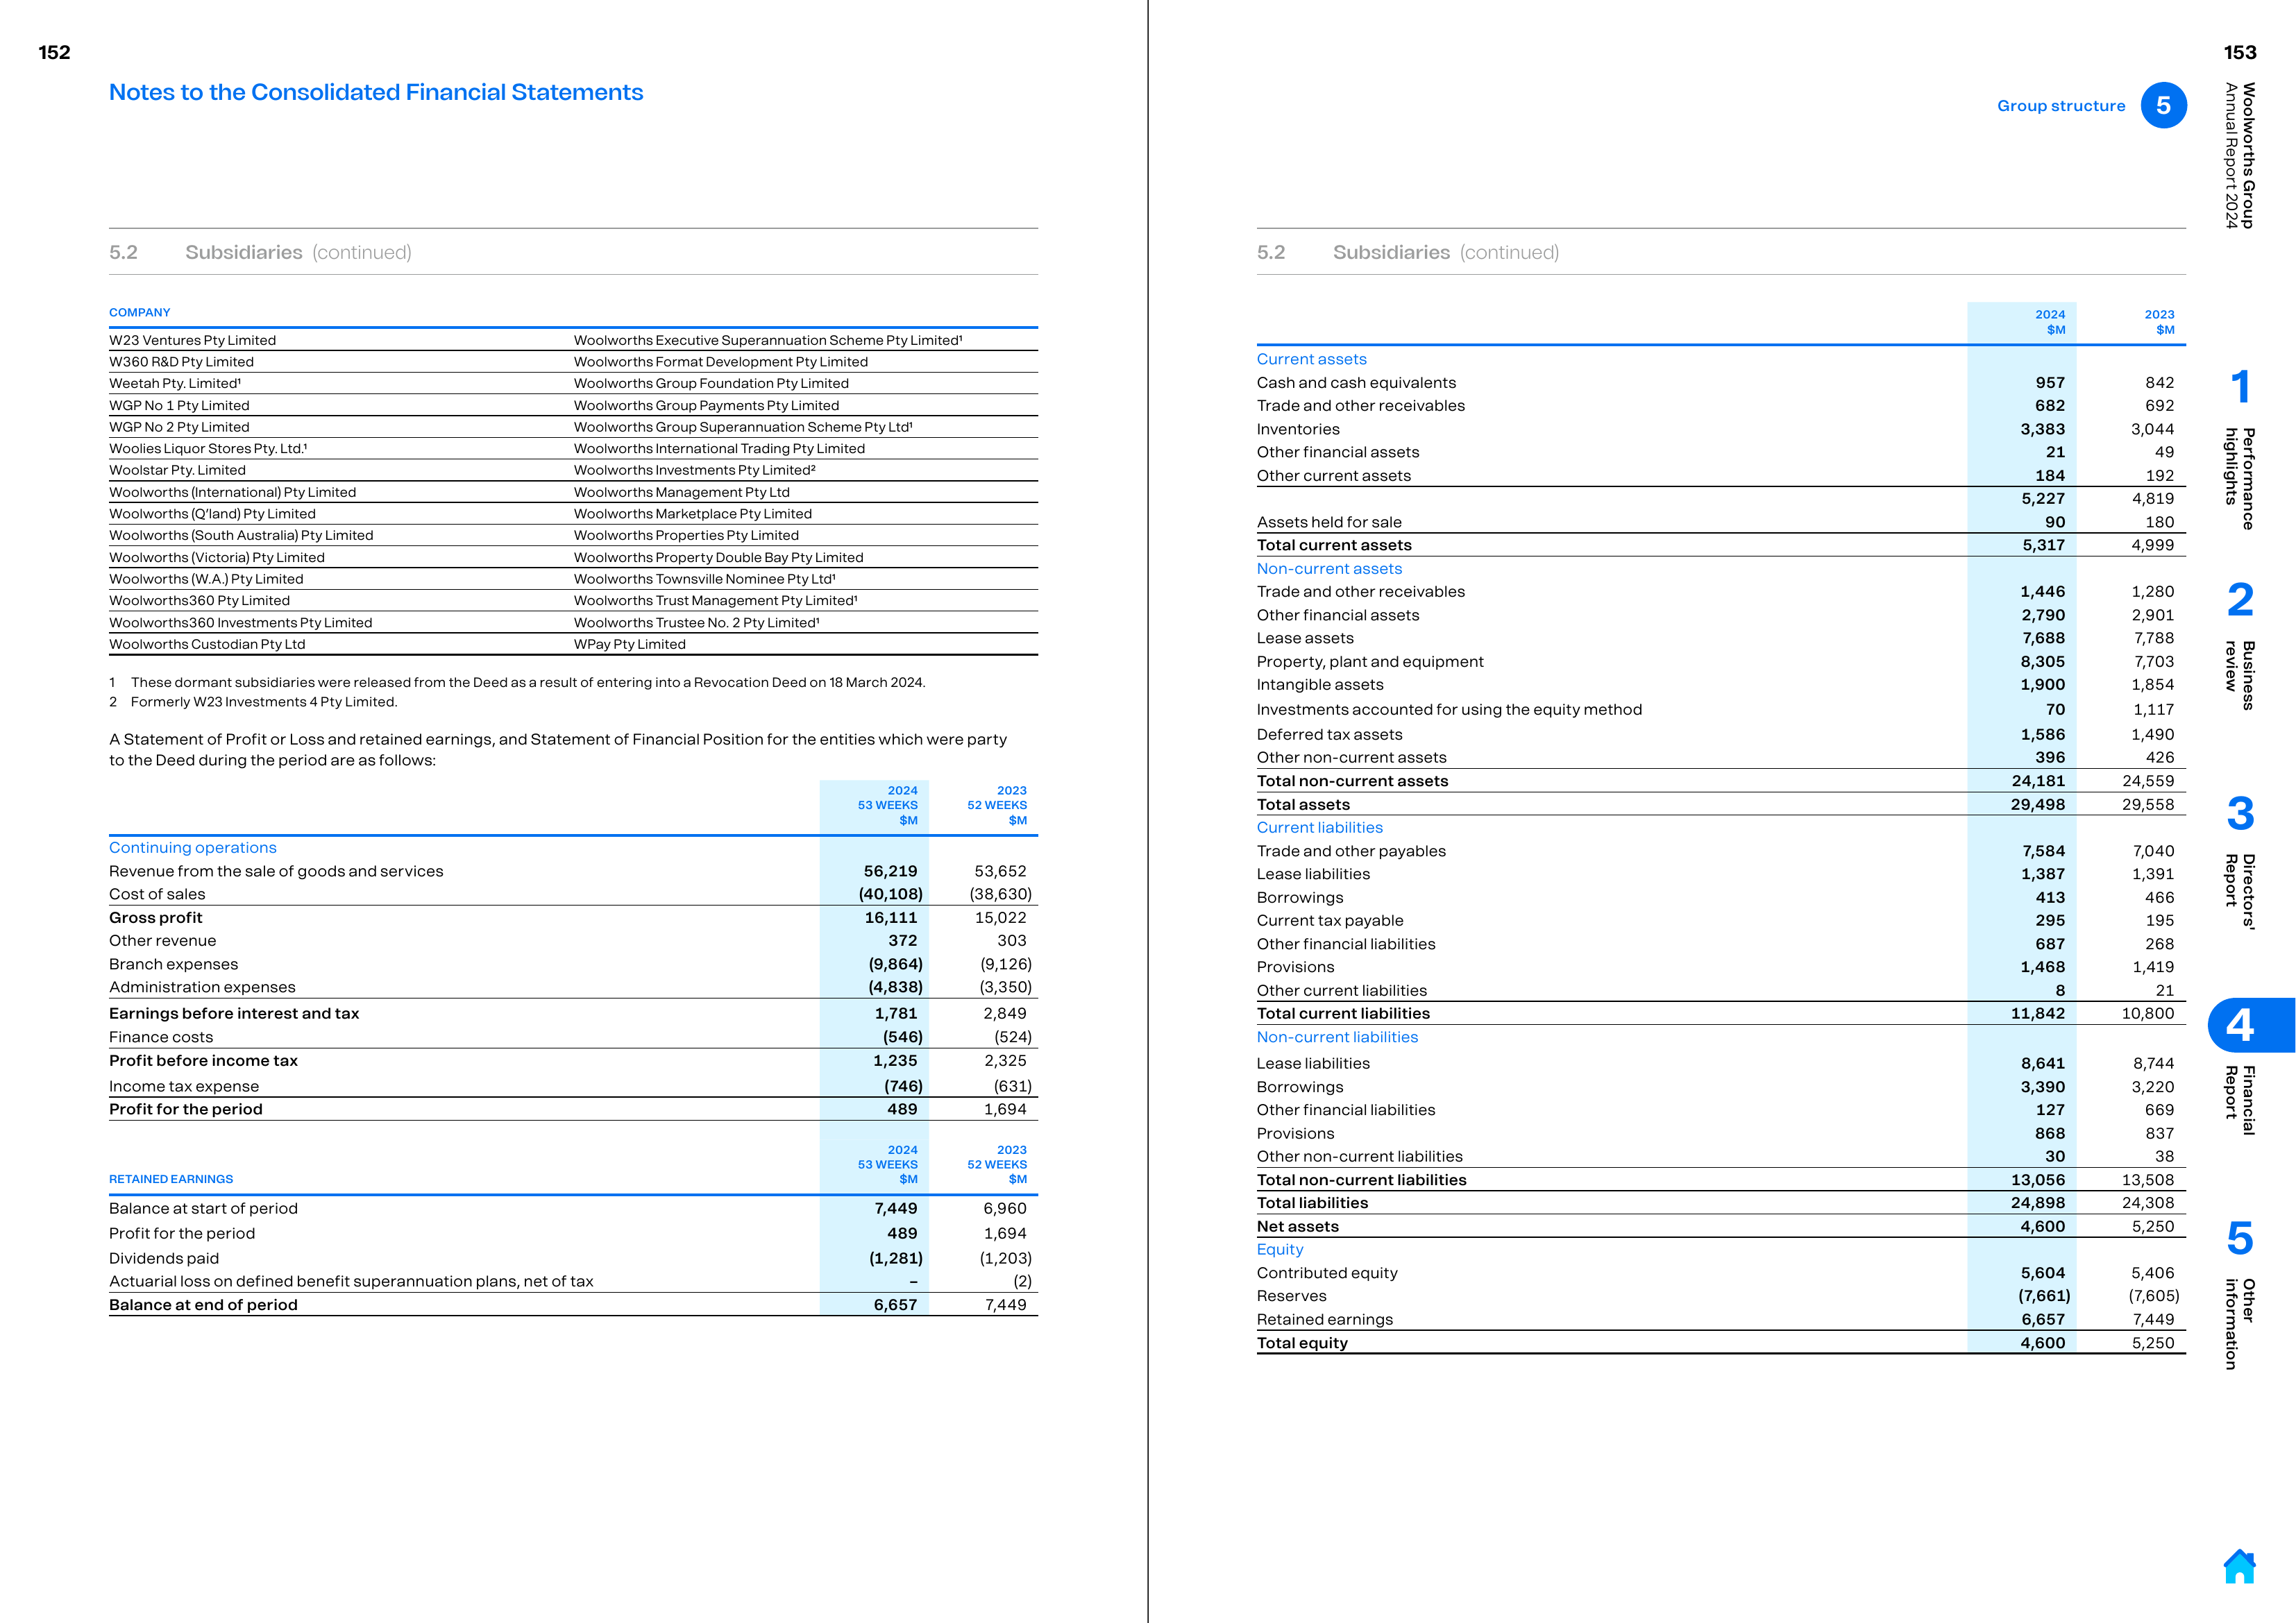 152
Notes to the Consolidated Financial Statements
5.2 Subsidiaries (continued)
COMPANY
W23 Ventures Pty Limited Woolworths Executive Superannuation Scheme Pty Limited¹
W360 R&D Pty Limited Woolworths Format Development Pty Limited
Weetah Pty. Limited¹ Woolworths Group Foundation Pty Limited
WGP No 1 Pty Limited Woolworths Group Payments Pty Limited
WGP No 2 Pty Limited Woolworths Group Superannuation Scheme Pty Ltd¹
Woolies Liquor Stores Pty. Ltd.¹ Woolworths International Trading Pty Limited
Woolstar Pty. Limited Woolworths Investments Pty Limited²
Woolworths (International) Pty Limited Woolworths Management Pty Ltd
Woolworths (Q'land) Pty Limited Woolworths Marketplace Pty Limited
Woolworths (South Australia) Pty Limited Woolworths Properties Pty Limited
Woolworths (Victoria) Pty Limited Woolworths Property Double Bay Pty Limited
Woolworths (W.A.) Pty Limited Woolworths Townsville Nominee Pty Ltd¹
Woolworths360 Pty Limited Woolworths Trust Management Pty Limited¹
Woolworths360 Investments Pty Limited Woolworths Trustee No. 2 Pty Limited¹
Woolworths Custodian Pty Ltd WPay Pty Limited
1 These dormant subsidiaries were released from the Deed as a result of entering into a Revocation Deed on 18 March 2024.
2 Formerly W23 Investments 4 Pty Limited.
A Statement of Profit or Loss and retained earnings, and Statement of Financial Position for the entities which were party
to the Deed during the period are as follows:
2024 2023
53 WEEKS 52 WEEKS
$M $M
Continuing operations
Revenue from the sale of goods and services 56,219 53,652
Cost of sales (40,108) (38,630)
Gross profit 16,111 15,022
Other revenue 372 303
Branch expenses (9,864) (9,126)
Administration expenses (4,838) (3,350)
Earnings before interest and tax 1,781 2,849
Finance costs (546) (524)
Profit before income tax 1,235 2,325
Income tax expense (746) (631)
Profit for the period 489 1,694
2024 2023
53 WEEKS 52 WEEKS
RETAINED EARNINGS $M $M
Balance at start of period 7,449 6,960
Profit for the period 489 1,694
Dividends paid (1,281) (1,203)
Actuarial loss on defined benefit superannuation plans, net of tax – (2)
Balance at end of period 6,657 7,449
153
Group structure 5
5.2 Subsidiaries (continued)
2024 2023
$M $M
Current assets
Cash and cash equivalents 957 842
Trade and other receivables 682 692
Inventories 3,383 3,044
Other financial assets 21 49
Other current assets 184 192
5,227 4,819
Assets held for sale 90 180
Total current assets 5,317 4,999
Non-current assets
Trade and other receivables 1,446 1,280
Other financial assets 2,790 2,901
Lease assets 7,688 7,788
Property, plant and equipment 8,305 7,703
Intangible assets 1,900 1,854
Investments accounted for using the equity method 70 1,117
Deferred tax assets 1,586 1,490
Other non-current assets 396 426
Total non-current assets 24,181 24,559
Total assets 29,498 29,558
Current liabilities
Trade and other payables 7,584 7,040
Lease liabilities 1,387 1,391
Borrowings 413 466
Current tax payable 295 195
Other financial liabilities 687 268
Provisions 1,468 1,419
Other current liabilities 8 21
Total current liabilities 11,842 10,800
Non-current liabilities
Lease liabilities 8,641 8,744
Borrowings 3,390 3,220
Other financial liabilities 127 669
Provisions 868 837
Other non-current liabilities 30 38
Total non-current liabilities 13,056 13,508
Total liabilities 24,898 24,308
Net assets 4,600 5,250
Equity
Contributed equity 5,604 5,406
Reserves (7,661) (7,605)
Retained earnings 6,657 7,449
Total equity 4,600 5,250
Woolworths Group
Annual Report 2024
1
Performance
highlights
2
Business
review
3
Directors'
Report
4
Financial
Report
5
Other
information